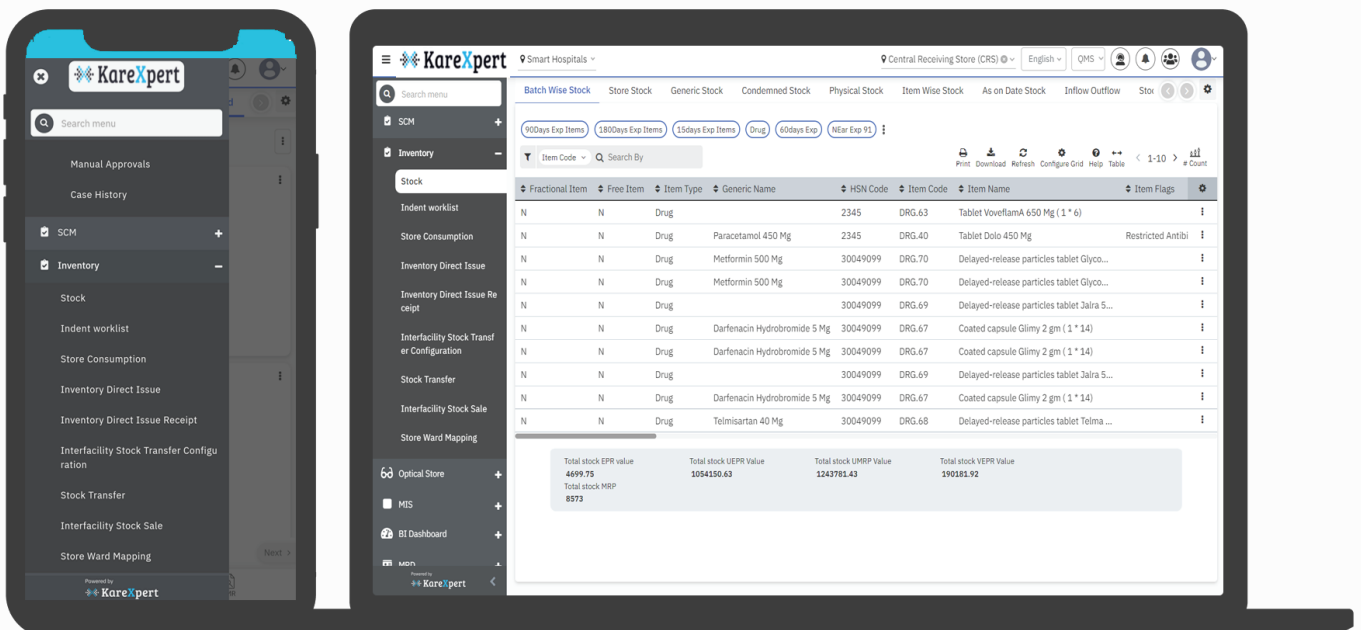 KareXpert
Search menu
Manual Approvals
Case History
SCM
Inventory
Stock
Indent worklist
Store Consumption
Inventory Direct Issue
Inventory Direct Issue Receipt
Interfacility Stock Transfer Configu
ration
Stock Transfer
Interfacility Stock Sale
Store Ward Mapping
Next >
Powered by
KareXpert
KareXpert
Smart Hospitals
Central Receiving Store (CRS)
English
QMS
Search menu
SCM
Inventory
Stock
Indent worklist
Store Consumption
Inventory Direct Issue
Inventory Direct Issue Re
ceipt
Interfacility Stock Transf
er Configuration
Stock Transfer
Interfacility Stock Sale
Store Ward Mapping
Optical Store
MIS
BI Dashboard
MRD
Powered by
KareXpert
Batch Wise Stock Store Stock Generic Stock Condemned Stock Physical Stock Item Wise Stock As on Date Stock Inflow Outflow Stoc
90Days Exp Items 180Days Exp Items 15days Exp Items Drug 60days Exp NEar Exp 91
Item Code Search By
Print Download Refresh Configure Grid Help Table 1-10 # Count
Fractional Item Free Item Item Type Generic Name HSN Code Item Code Item Name Item Flags
N N Drug 2345 DRG.63 Tablet VoveflamA 650 Mg ( 1 * 6)
N N Drug Paracetamol 450 Mg 2345 DRG.40 Tablet Dolo 450 Mg Restricted Antibi
N N Drug Metformin 500 Mg 30049099 DRG.70 Delayed-release particles tablet Glyco...
N N Drug Metformin 500 Mg 30049099 DRG.70 Delayed-release particles tablet Glyco...
N N Drug 30049099 DRG.69 Delayed-release particles tablet Jalra 5...
N N Drug Darfenacin Hydrobromide 5 Mg 30049099 DRG.67 Coated capsule Glimy 2 gm ( 1 * 14)
N N Drug Darfenacin Hydrobromide 5 Mg 30049099 DRG.67 Coated capsule Glimy 2 gm ( 1 * 14)
N N Drug 30049099 DRG.69 Delayed-release particles tablet Jalra 5...
N N Drug Darfenacin Hydrobromide 5 Mg 30049099 DRG.67 Coated capsule Glimy 2 gm ( 1 * 14)
N N Drug Telmisartan 40 Mg 30049099 DRG.68 Delayed-release particles tablet Telma ...
Total stock EPR value Total stock UEPR Value Total stock UMRP Value Total stock VEPR Value
4699.75 1054150.63 1243781.43 190181.92
Total stock MRP
8573